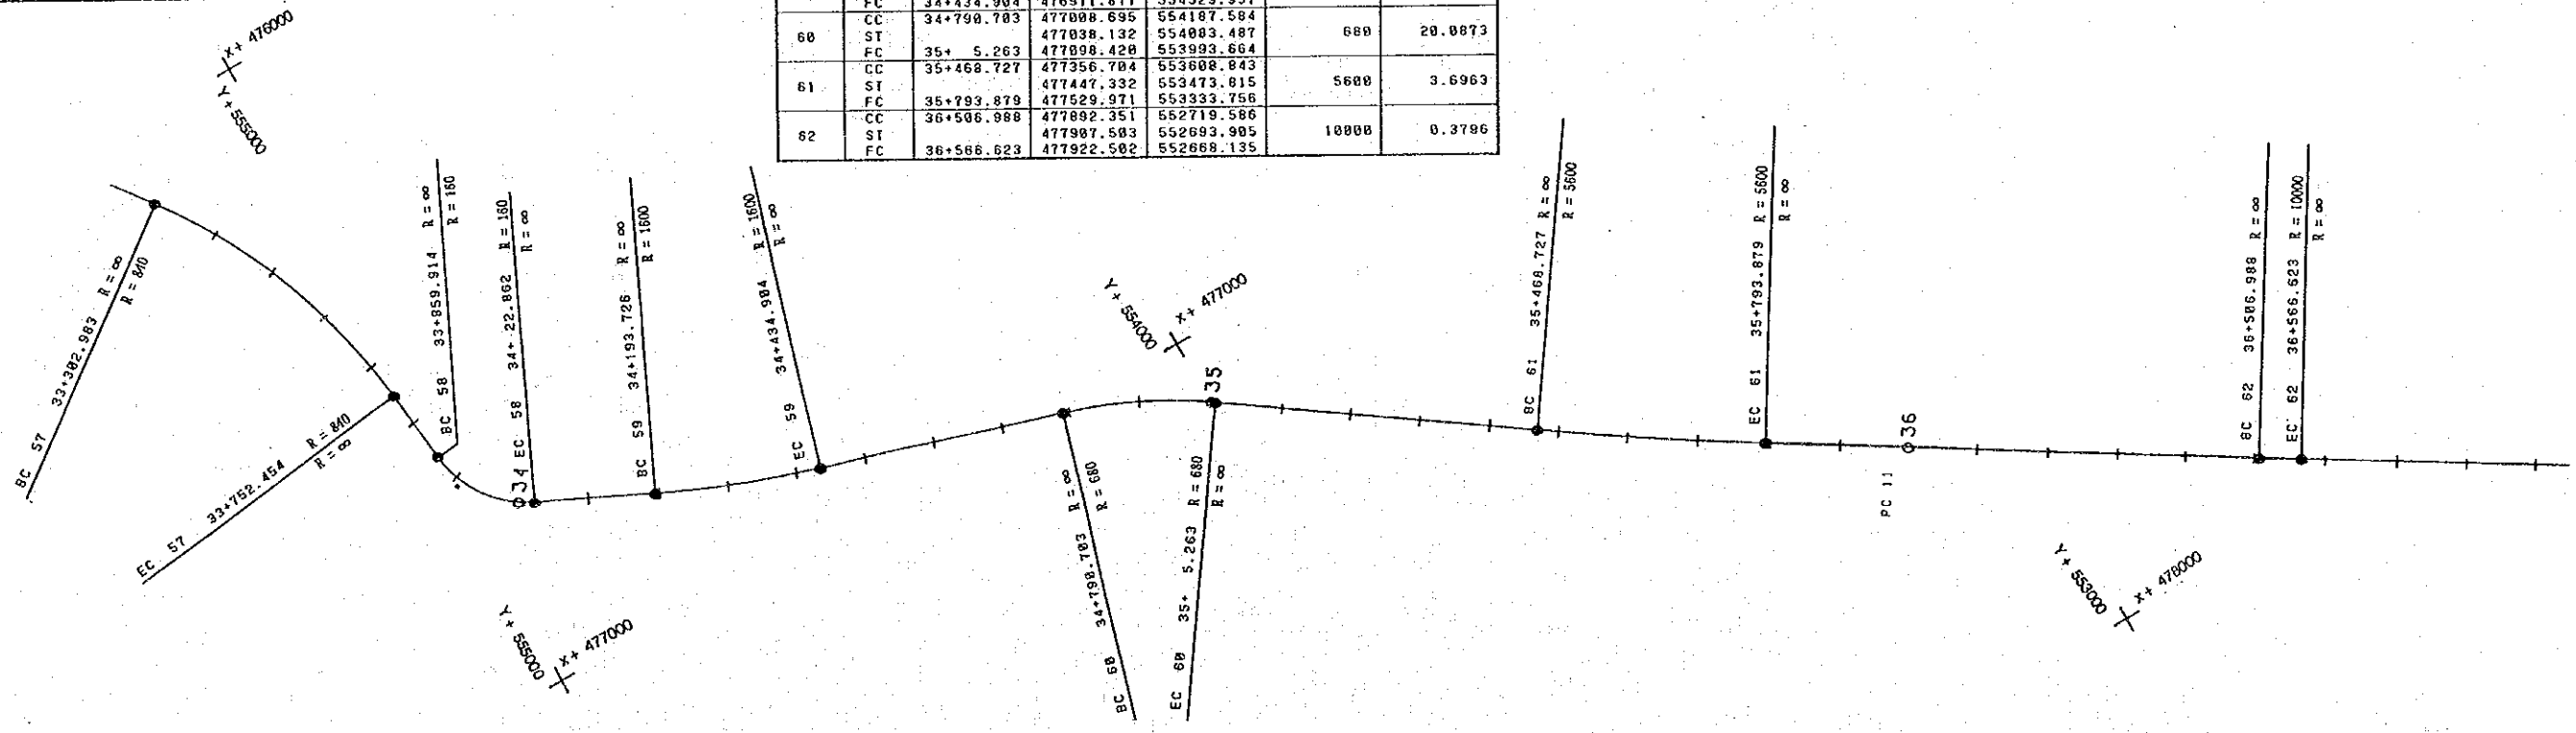 FC 34+434.904
CC 34+790.703 477008.695 554187.584
60 ST 477038.132 554083.487 680 20.0873
FC 35+ 5.263 477098.420 553993.664
CC 35+468.727 477356.704 553608.843
61 ST 477447.332 553473.815 5600 3.6963
FC 35+793.879 477529.971 553333.756
CC 36+506.988 477892.351 552719.586
62 ST 477907.503 552693.905 10000 0.3796
FC 36+566.623 477922.502 552668.135
X+ 476000
Y+ 555000
BC 57 33+302.983 R=∞
R=840
EC 57 33+752.454 R=840
R=∞
BC 58 33+859.914 R=∞
R=160
34
EC 58 34+ 22.862 R=160
R=∞
BC 59 34+193.726 R=∞
R=1600
EC 59 34+434.904 R=1600
R=∞
Y+ 555000
X+ 477000
BC 60 34+790.703 R=∞
R=680
Y+ 554000
X+ 477000
35
EC 60 35+ 5.263 R=680
R=∞
BC 61 35+468.727 R=∞
R=5600
EC 61 35+793.879 R=5600
R=∞
36
PC 11
Y+ 553000
X+ 478000
BC 62 36+506.988 R=∞
EC 62 36+566.623 R=10000
R=∞